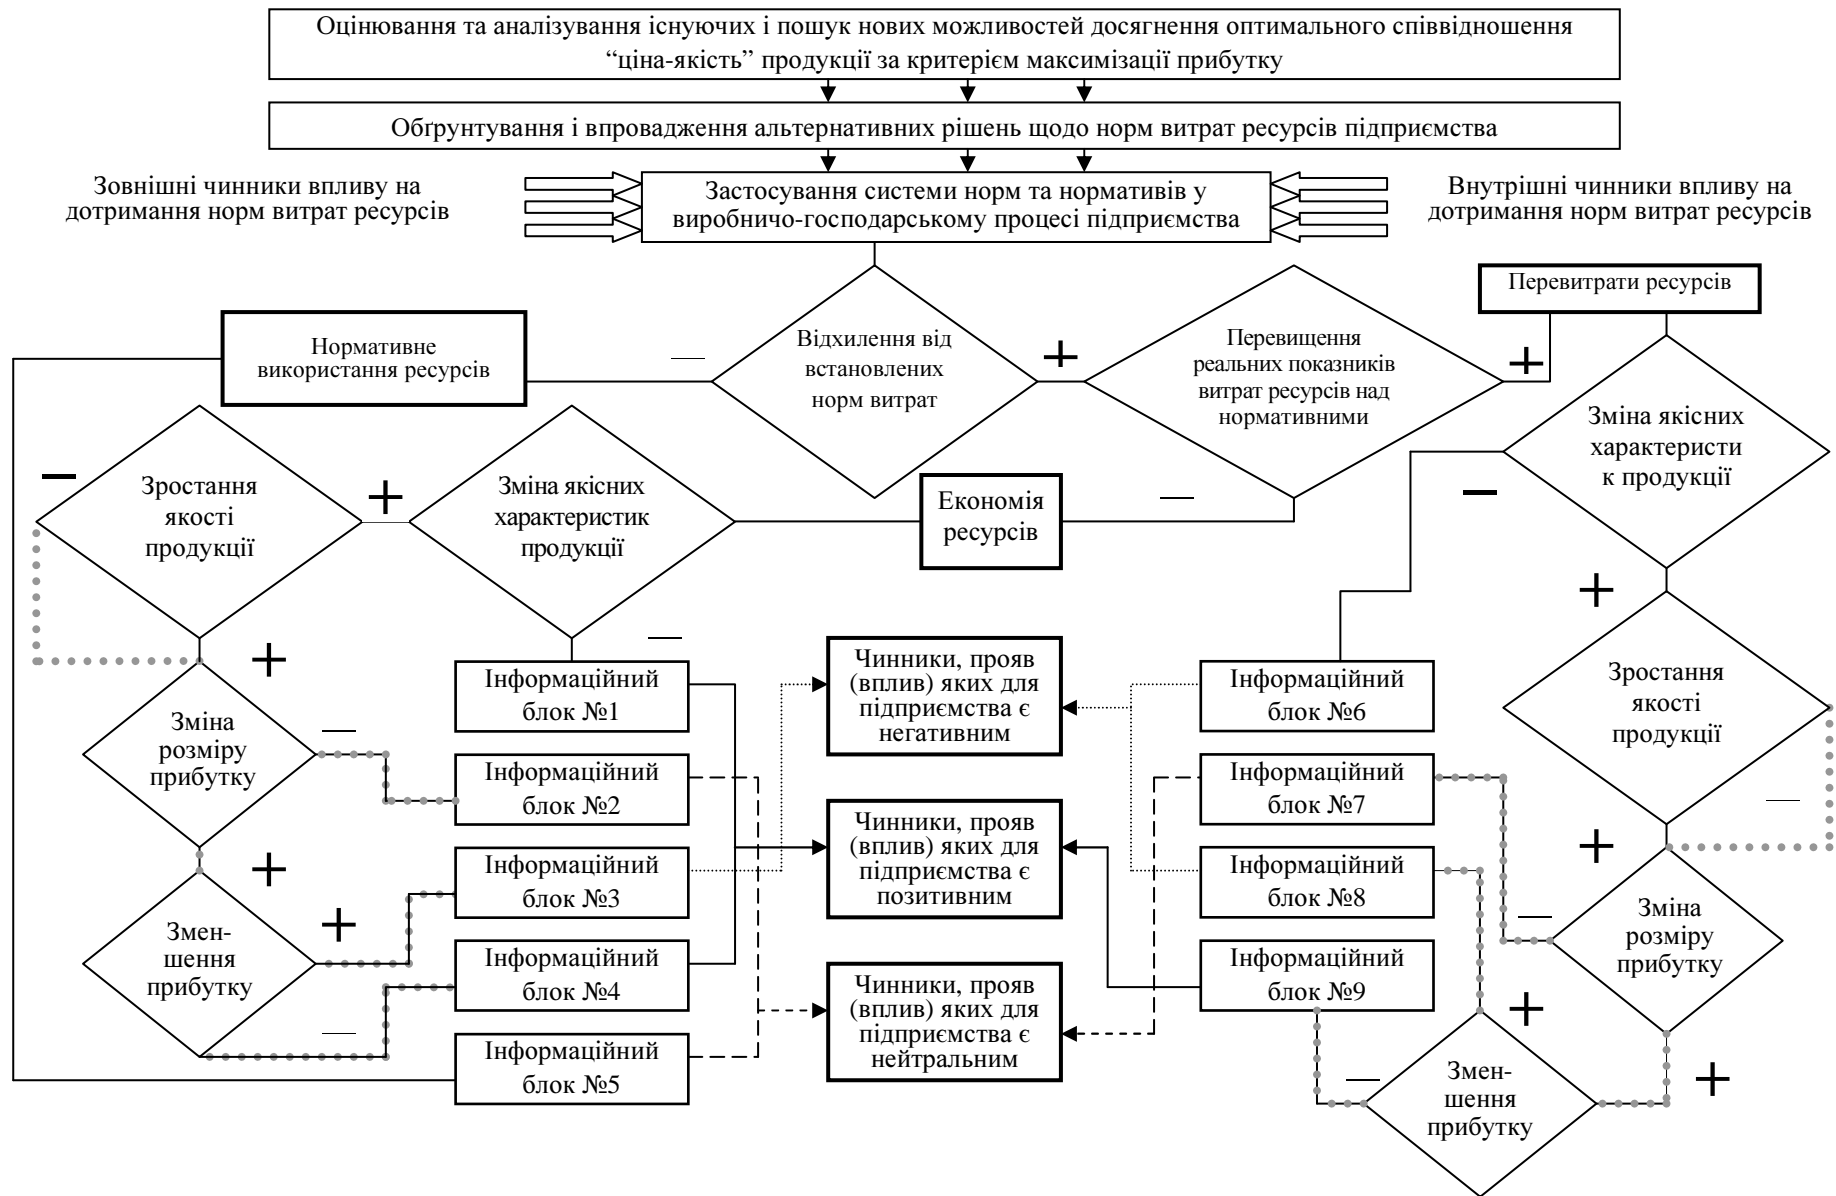 Оцінювання та аналізування існуючих і пошук нових можливостей досягнення оптимального співвідношення
“ціна-якість” продукції за критерієм максимізації прибутку
Обґрунтування і впровадження альтернативних рішень щодо норм витрат ресурсів підприємства
Зовнішні чинники впливу на
дотримання норм витрат ресурсів
Застосування системи норм та нормативів у
виробничо-господарському процесі підприємства
Внутрішні чинники впливу на
дотримання норм витрат ресурсів
Перевитрати ресурсів
Нормативне
використання ресурсів
—
Відхилення від
встановлених
норм витрат
+
Перевищення
реальних показників
витрат ресурсів над
нормативними
+
Зміна якісних
характеристи
к продукції
—
Зростання
якості
продукції
+
Зміна якісних
характеристик
продукції
Економія
ресурсів
—
—
+
+
—
Інформаційний
блок №1
Чинники, прояв
(вплив) яких для
підприємства є
негативним
Інформаційний
блок №6
Зростання
якості
продукції
Зміна
розміру
прибутку
—
Інформаційний
блок №2
Інформаційний
блок №7
—
+
Чинники, прояв
(вплив) яких для
підприємства є
позитивним
+
Інформаційний
блок №3
Інформаційний
блок №8
Зміна
розміру
прибутку
—
Змен-
шення
прибутку
+
—
Інформаційний
блок №4
Чинники, прояв
(вплив) яких для
підприємства є
нейтральним
Інформаційний
блок №9
+
Інформаційний
блок №5
—
Змен-
шення
прибутку
+